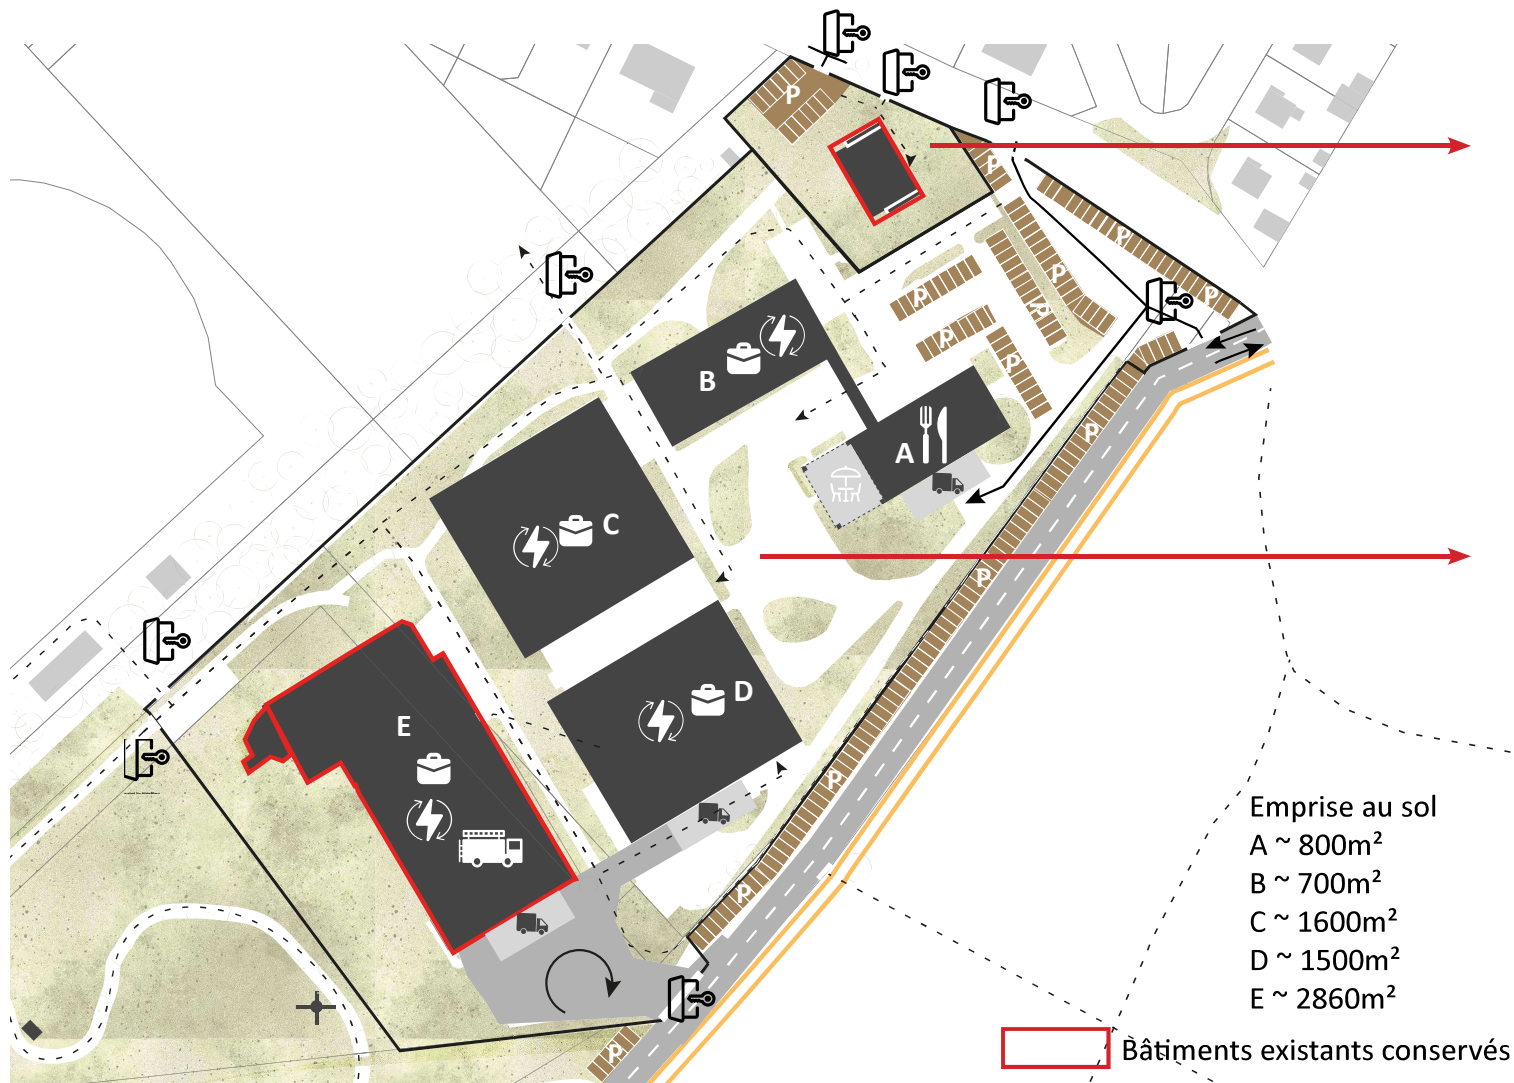 P
P
P
P
P
P
P
P
P
P
B
A
P
C
P
D
E
P
P
P
Emprise au sol
A ~ 800m²
B ~ 700m²
C ~ 1600m²
D ~ 1500m²
E ~ 2860m²
Bâtiments existants conservés